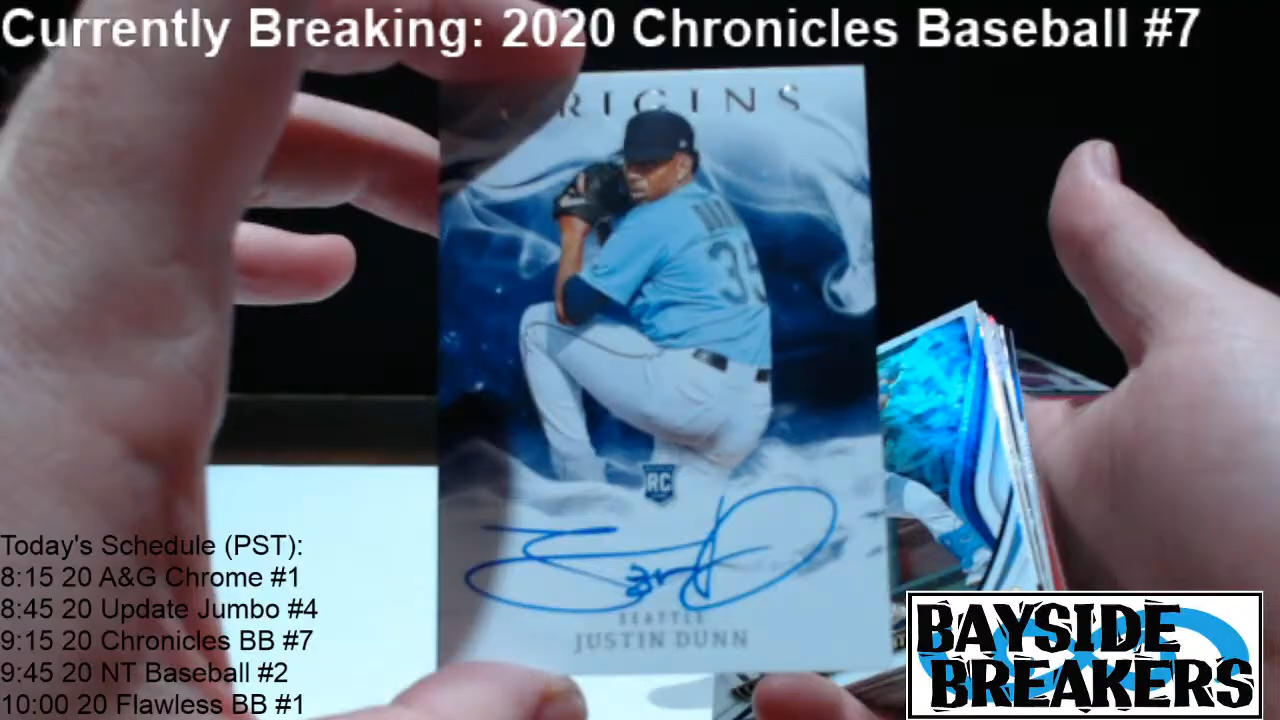 Currently Breaking: 2020 Chronicles Baseball #7
ORIGINS
35
RC
SEATTLE
JUSTIN DUNN
Today's Schedule (PST):
8:15 20 A&G Chrome #1
8:45 20 Update Jumbo #4
9:15 20 Chronicles BB #7
9:45 20 NT Baseball #2
10:00 20 Flawless BB #1
BAYSIDE
BREAKERS